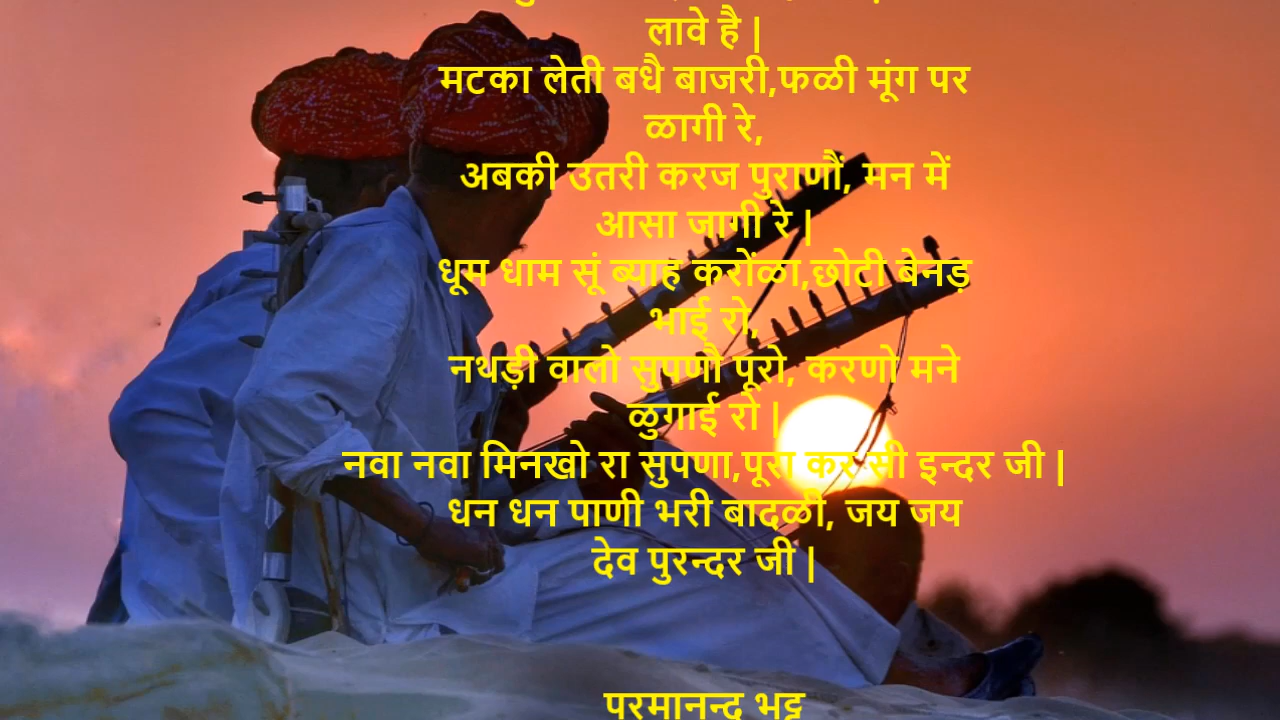 लावे है |
मटका लेती बधै बाजरी,फळी मूंग पर
ळागी रे,
अबकी उतरी करज पुराणौं, मन में
आसा जागी रे |
धूम धाम सूं ब्याह करोंळा,छोटी बेनड़
भाई रो,
नथड़ी वालो सुपणौ पूरो, करणो मने
ळुगाई रो |
नवा नवा मिनखो रा सुपणा,पूरा कर सी इन्दर जी |
धन धन पाणी भरी बादळी, जय जय
देव पुरन्दर जी |
परमानन्द भट्ट